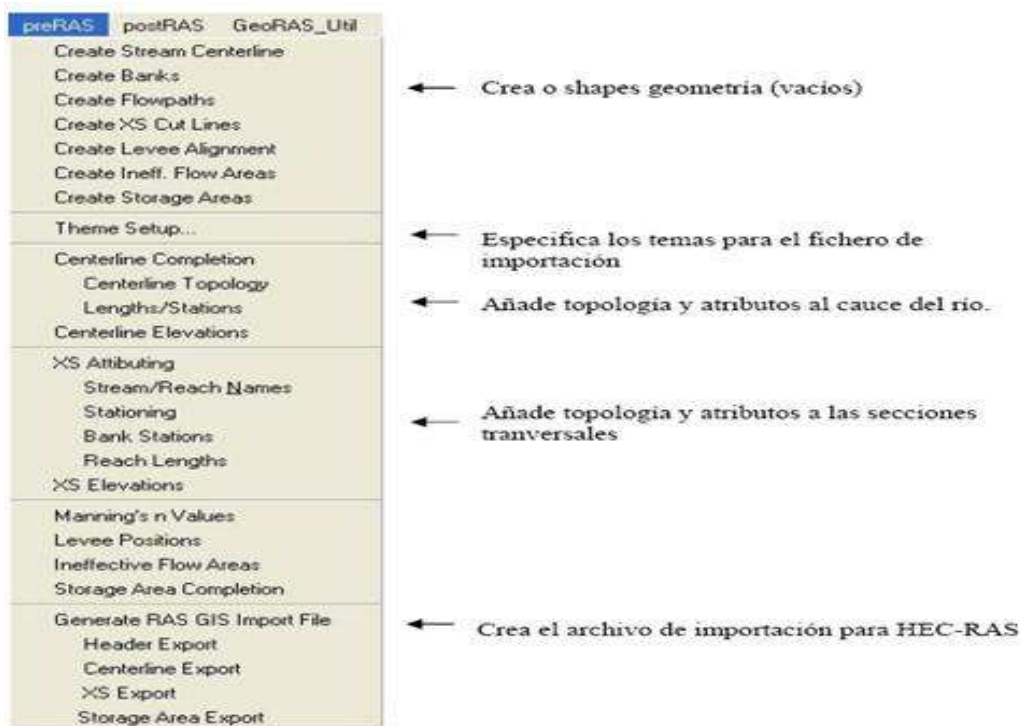 preRAS postRAS GeoRAS_Util
Create Stream Centerline
Create Banks
Create Flowpaths
Create XS Cut Lines
Create Levee Alignment
Create Ineff. Flow Areas
Create Storage Areas
Crea o shapes geometria (vacíos)
Theme Setup...
Especifica los temas para el fichero de
importación
Centerline Completion
Centerline Topology
Lengths/Stations
Centerline Elevations
Añade topología y atributos al cauce del río.
XS Attibuting
Stream/Reach Names
Stationing
Bank Stations
Reach Lengths
XS Elevations
Añade topología y atributos a las secciones
tranversales
Manning's n Values
Levee Positions
Ineffective Flow Areas
Storage Area Completion
Generate RAS GIS Import File
Header Export
Centerline Export
XS Export
Storage Area Export
Crea el archivo de importación para HEC-RAS